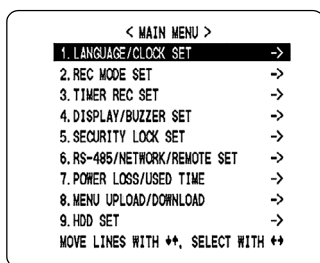 < MAIN MENU >
1. LANGUAGE/CLOCK SET ->
2. REC MODE SET ->
3. TIMER REC SET ->
4. DISPLAY/BUZZER SET ->
5. SECURITY LOCK SET ->
6. RS-485/NETWORK/REMOTE SET ->
7. POWER LOSS/USED TIME ->
8. MENU UPLOAD/DOWNLOAD ->
9. HDD SET ->
MOVE LINES WITH ↓↑, SELECT WITH ←→